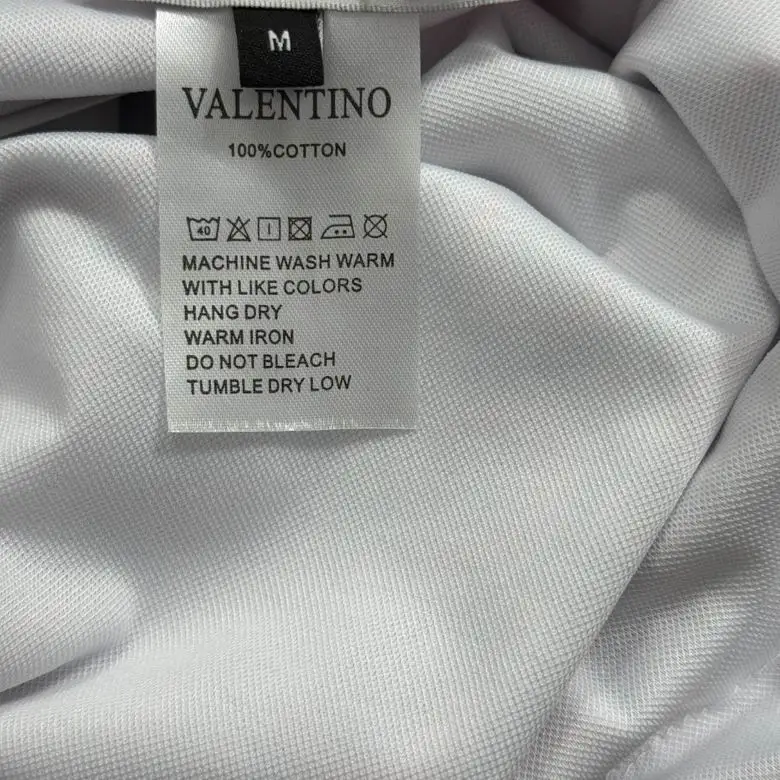 M
VALENTINO
100%COTTON
40
MACHINE WASH WARM
WITH LIKE COLORS
HANG DRY
WARM IRON
DO NOT BLEACH
TUMBLE DRY LOW